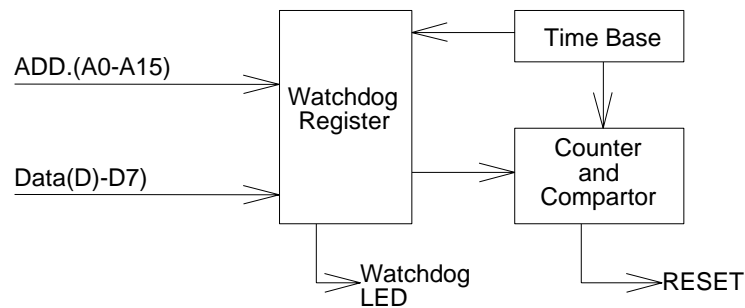 Time Base
ADD.(A0-A15)
Watchdog
Register
Counter
and
Compartor
Data(D)-D7)
Watchdog
LED
RESET